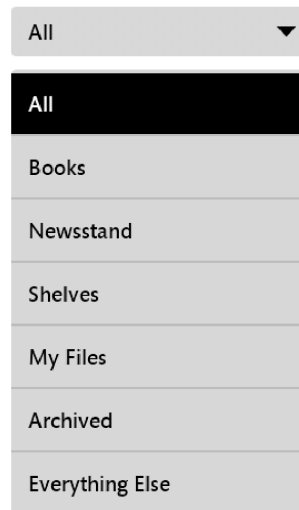 All
All
Books
Newsstand
Shelves
My Files
Archived
Everything Else